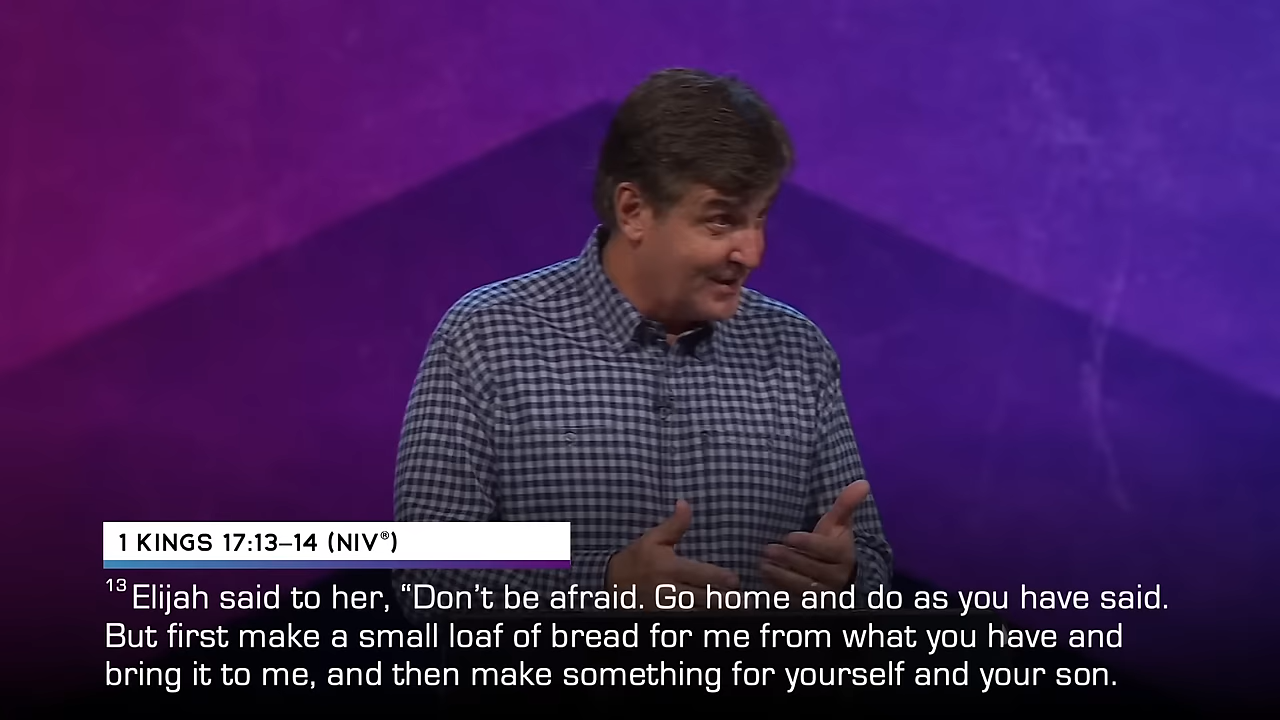 1 KINGS 17:13–14 (NIV®)
13 Elijah said to her, “Don’t be afraid. Go home and do as you have said.
But first make a small loaf of bread for me from what you have and
bring it to me, and then make something for yourself and your son.